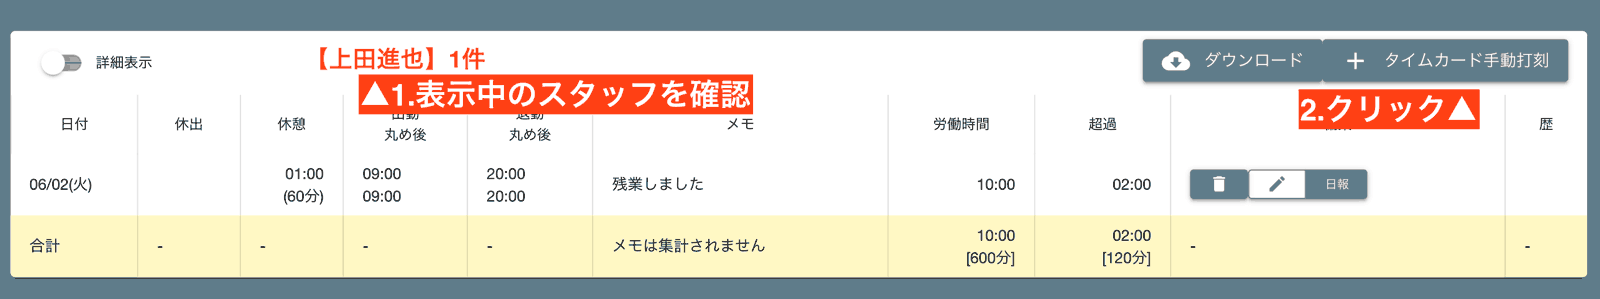 詳細表示
【上田進也】1件
ダウンロード
タイムカード手動打刻
▲1.表示中のスタッフを確認
2.クリック▲
日付
休出
休憩
丸め後
丸め後
メモ
労働時間
超過
歴
06/02(火)
01:00
(60分)
09:00
09:00
20:00
20:00
残業しました
10:00
02:00
日報
合計
-
-
-
-
メモは集計されません
10:00
[600分]
02:00
[120分]
-
-